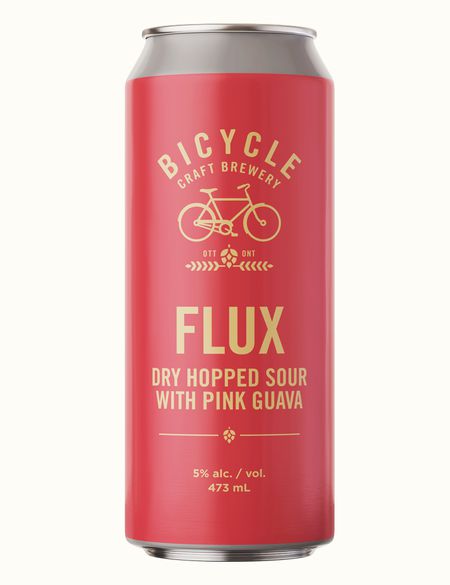 BICYCLE
CRAFT BREWERY
OTT ONT
FLUX
DRY HOPPED SOUR
WITH PINK GUAVA
5% alc. / vol.
473 mL